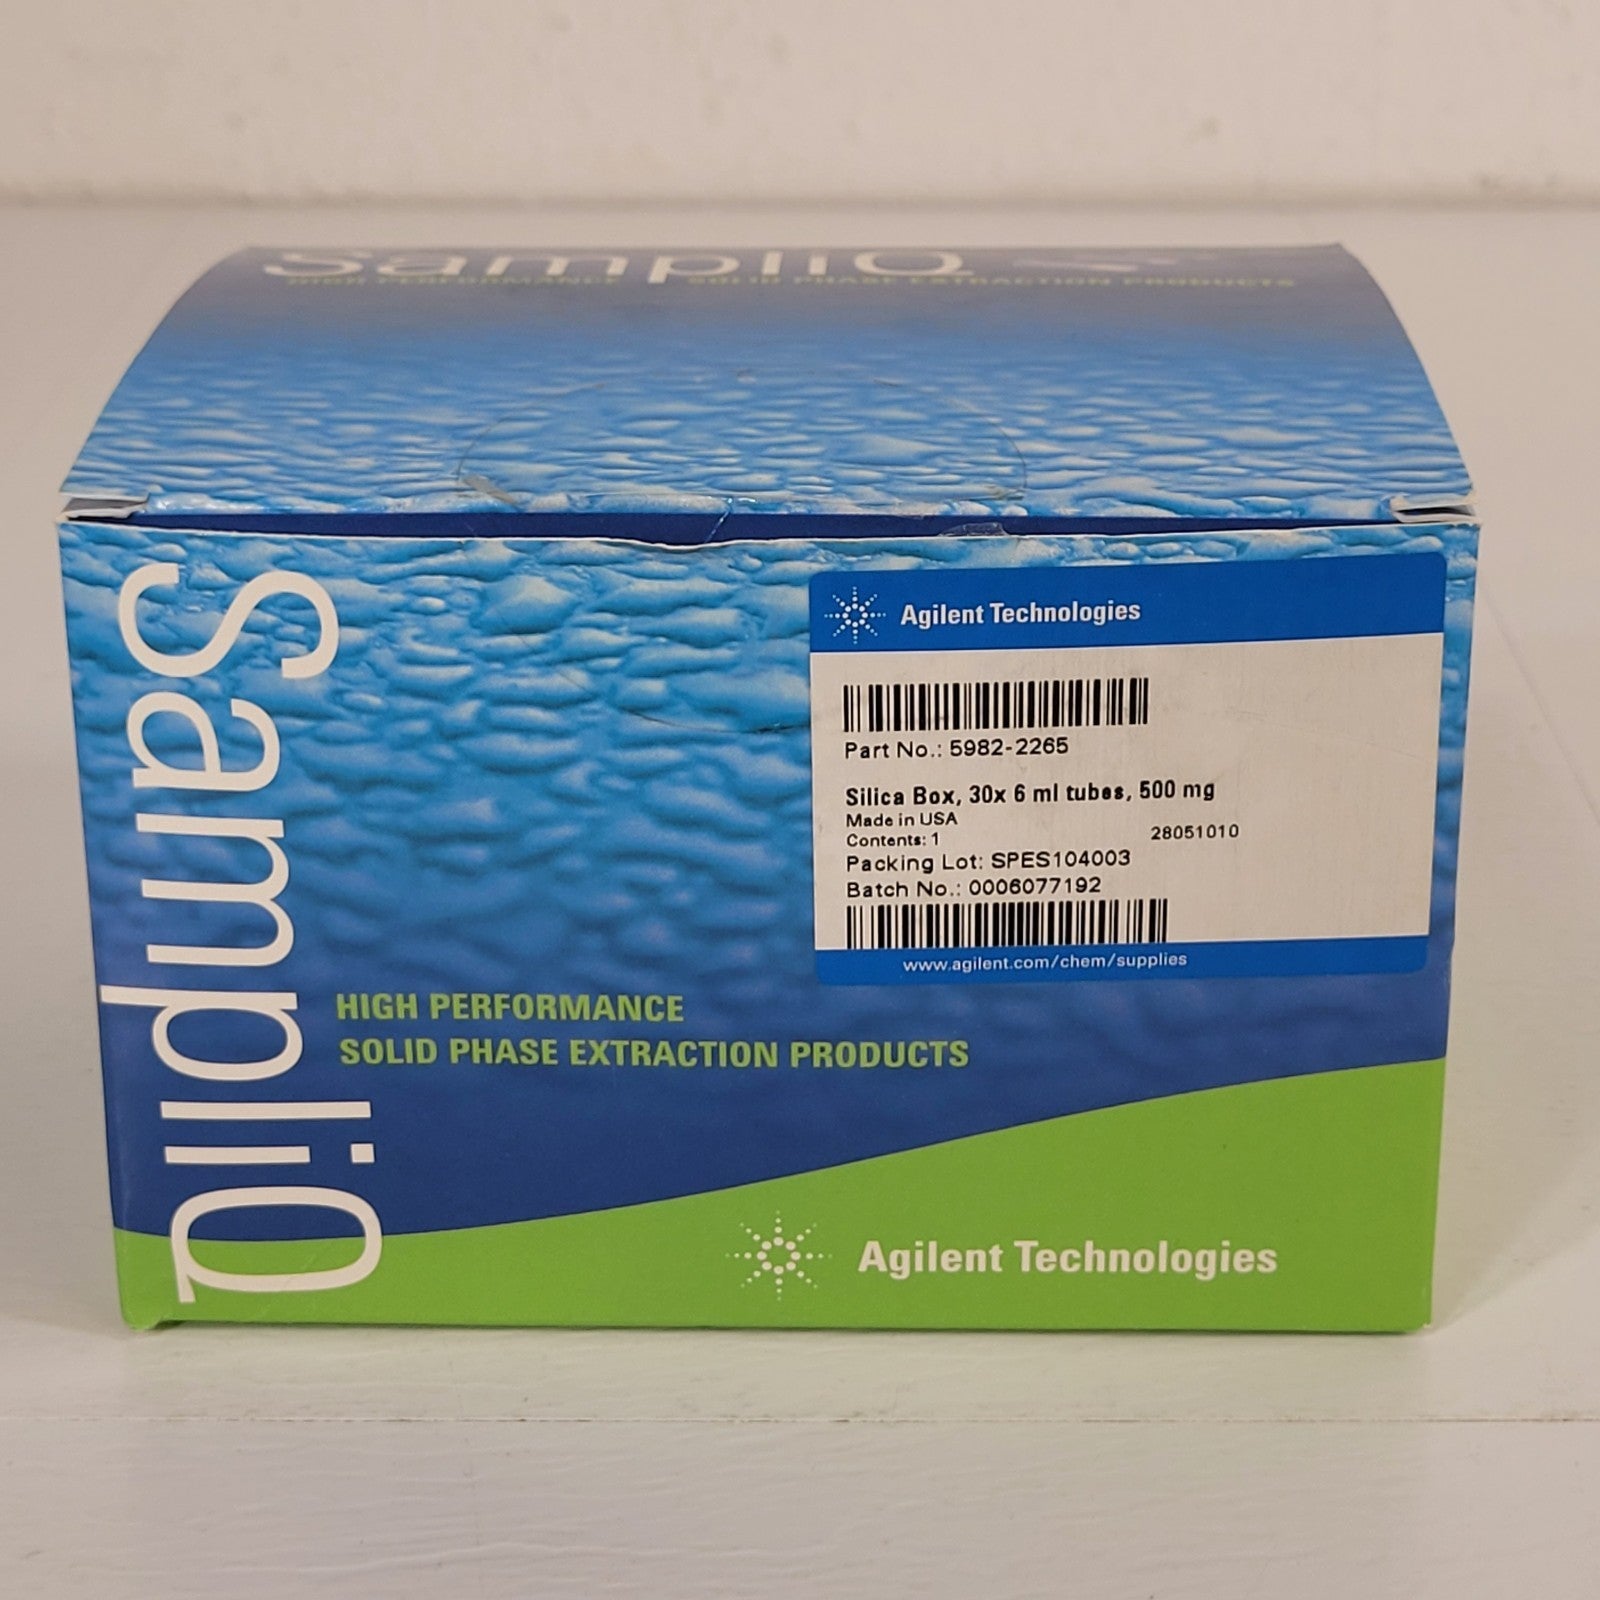 SampliQ
HIGH PERFORMANCE SOLID PHASE EXTRACTION PRODUCTS
SampliQ
Agilent Technologies
Part No.: 5982-2265
Silica Box, 30x 6 ml tubes, 500 mg
Made in USA
Contents: 1 28051010
Packing Lot: SPES104003
Batch No.: 0006077192
www.agilent.com/chem/supplies
HIGH PERFORMANCE
SOLID PHASE EXTRACTION PRODUCTS
Agilent Technologies